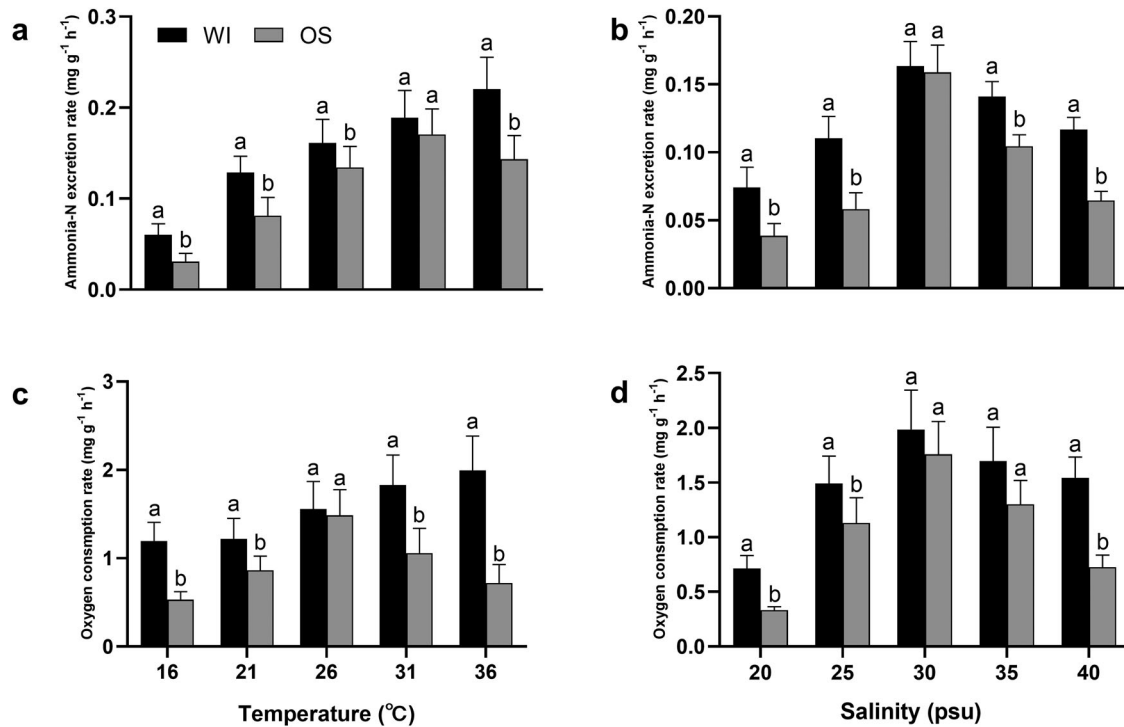 a
WI OS
Ammonia-N excretion rate (mg g-1 h-1)
0.3
0.2
0.1
0.0
a b a b a b a a a b
b
Ammonia-N excretion rate (mg g-1 h-1)
0.20
0.15
0.10
0.05
0.00
a b a b a a a b a b
c
Oxygen consmption rate (mg g-1 h-1)
3
2
1
0
a b a b a a a b a b
16 21 26 31 36
Temperature (℃)
d
Oxygen consmption rate (mg g-1 h-1)
2.5
2.0
1.5
1.0
0.5
0.0
a b a b a a a a a b
20 25 30 35 40
Salinity (psu)